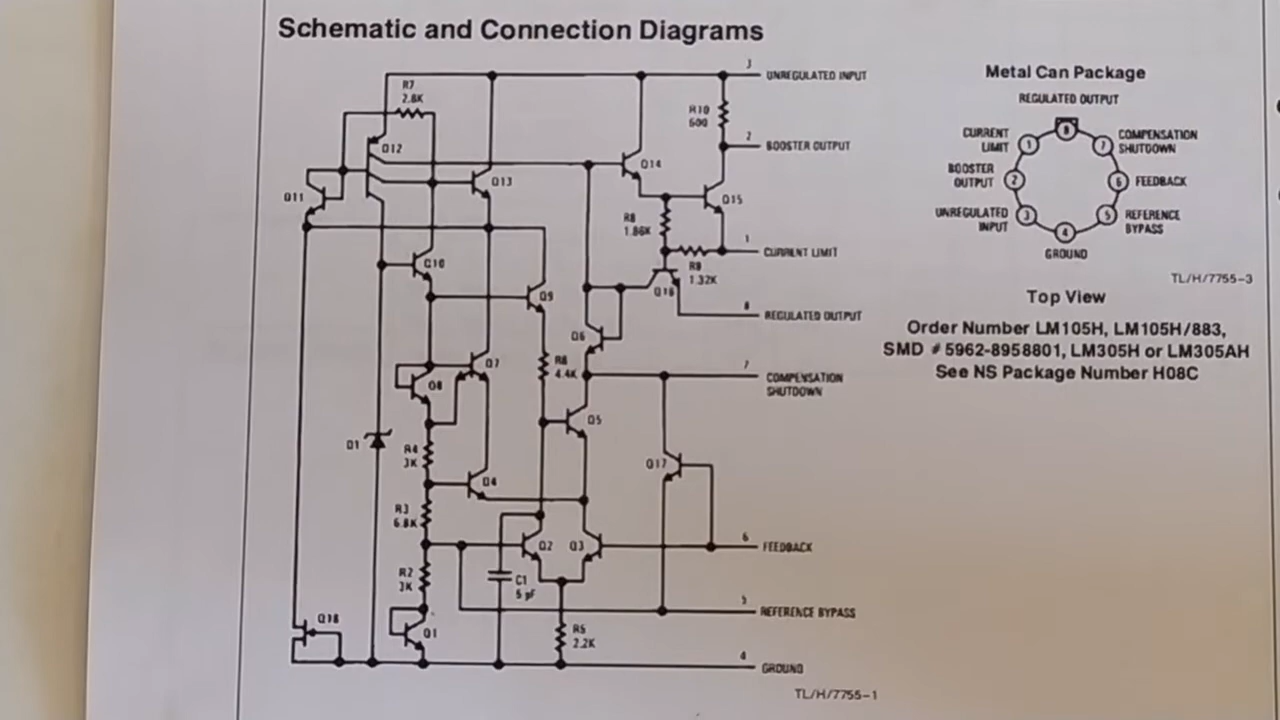 Schematic and Connection Diagrams
3
UNREGULATED INPUT
R7
2.8K
R10
600
Q12
2
BOOSTER OUTPUT
Q14
Q13
Q11
Q15
R8
1.86K
1
CURRENT LIMIT
R9
1.32K
Q10
Q9
Q16
8
REGULATED OUTPUT
Q6
Q7
R6
4.4K
7
COMPENSATION
SHUTDOWN
Q8
Q5
D1
R4
3K
Q17
Q4
R3
6.8K
Q2
Q3
6
FEEDBACK
R2
C1
5 pF
5
REFERENCE BYPASS
Q18
Q1
R5
2.2K
4
GROUND
TL/H/7755-1
Metal Can Package
REGULATED OUTPUT
8
CURRENT
LIMIT
1
7
COMPENSATION
SHUTDOWN
BOOSTER
OUTPUT
2
6
FEEDBACK
UNREGULATED
INPUT
3
5
REFERENCE
BYPASS
4
GROUND
TL/H/7755-3
Top View
Order Number LM105H, LM105H/883,
SMD #5962-8958801, LM305H or LM305AH
See NS Package Number H08C